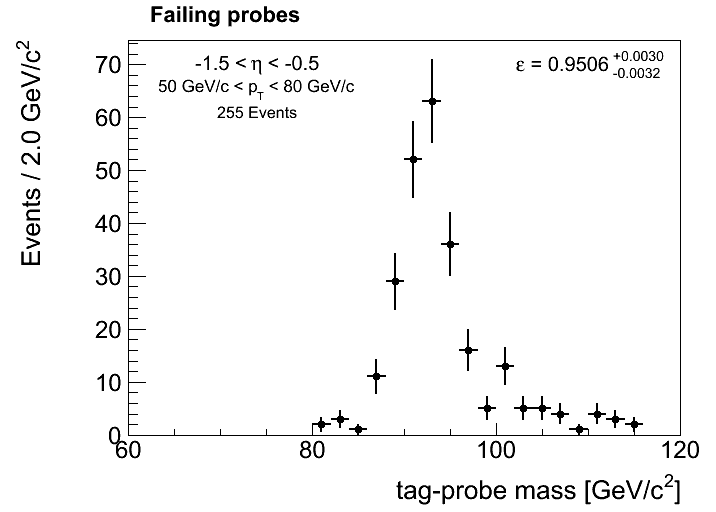 Failing probes
-1.5 < η < -0.5
50 GeV/c < p_T < 80 GeV/c
255 Events
ε = 0.9506 +0.0030 -0.0032
Events / 2.0 GeV/c²
70
60
50
40
30
20
10
0
60 80 100 120
tag-probe mass [GeV/c²]